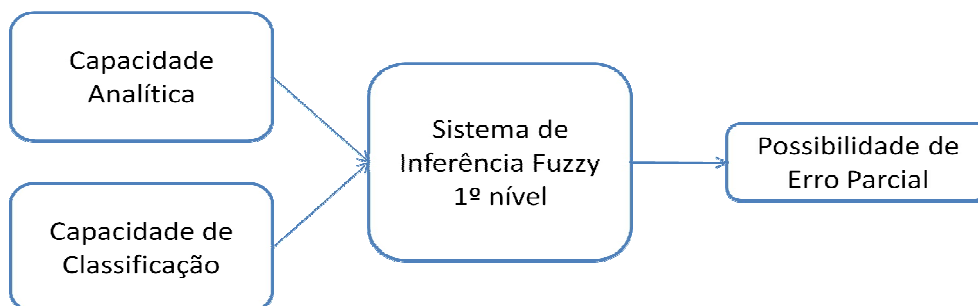 Capacidade
Analítica
Capacidade de
Classificação
Sistema de
Inferência Fuzzy
1º nível
Possibilidade de
Erro Parcial